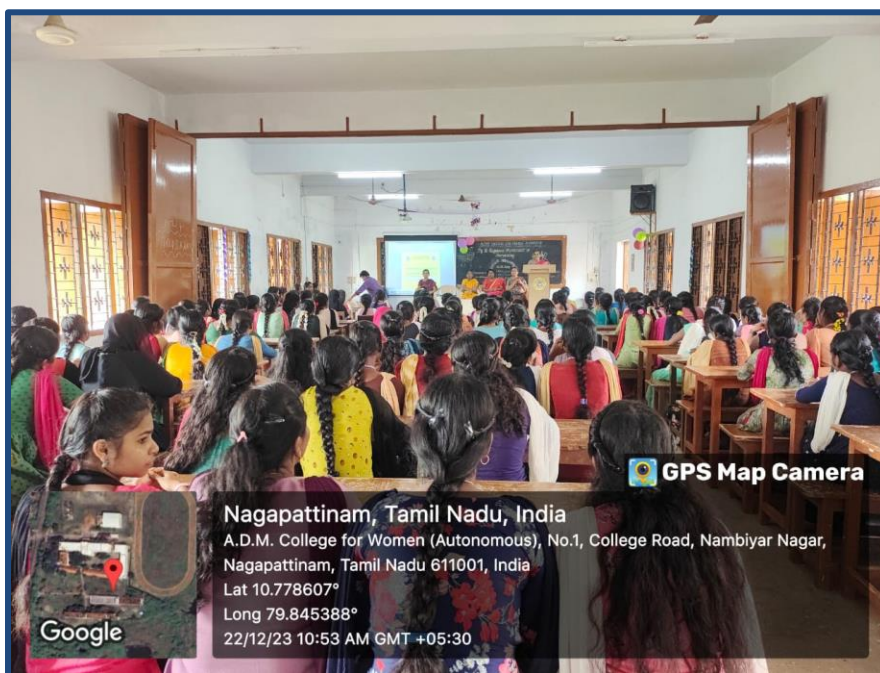 GPS Map Camera
Nagapattinam, Tamil Nadu, India
A.D.M. College for Women (Autonomous), No.1, College Road, Nambiyar Nagar,
Nagapattinam, Tamil Nadu 611001, India
Lat 10.778607°
Long 79.845388°
22/12/23 10:53 AM GMT +05:30
Google